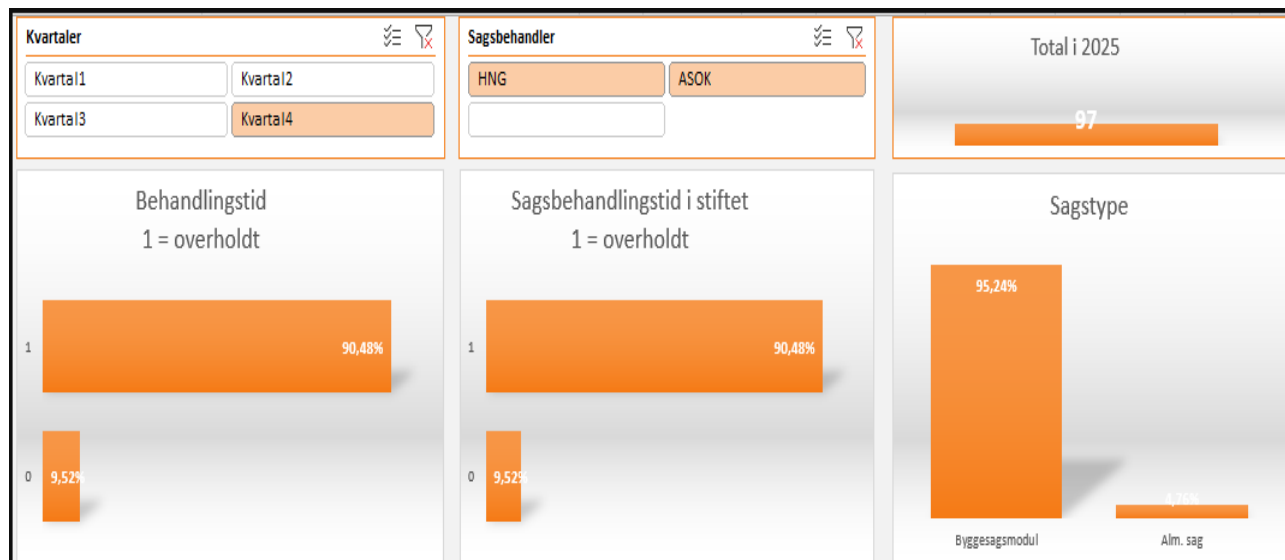 Kvartaler
Kvartal1
Kvartal2
Kvartal3
Kvartal4
Sagsbehandler
HNG
ASOK
Total i 2025
97
Behandlingstid
1 = overholdt
1
90,48%
0
9,52%
Sagsbehandlingstid i stiftet
1 = overholdt
1
90,48%
0
9,52%
Sagstype
95,24%
4,76%
Byggesagsmodul
Alm. sag